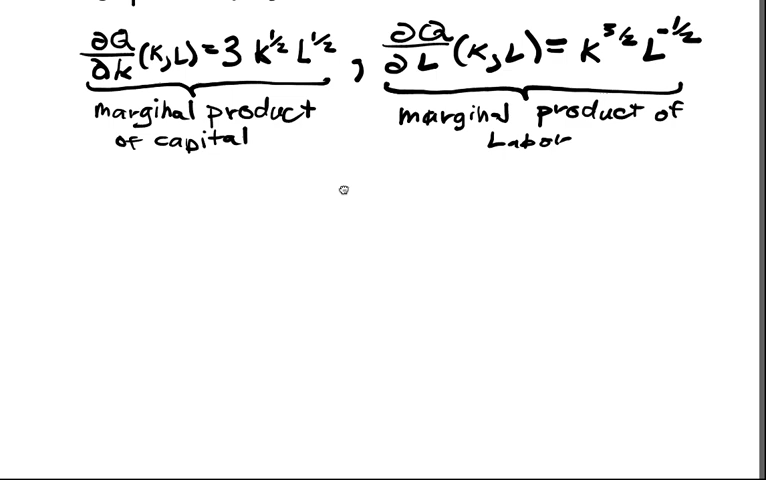 ∂Q/∂K (K,L) = 3 K^1/2 L^1/2 , ∂Q/∂L (K,L) = K^3/2 L^-1/2
marginal product marginal product of
of capital Labor